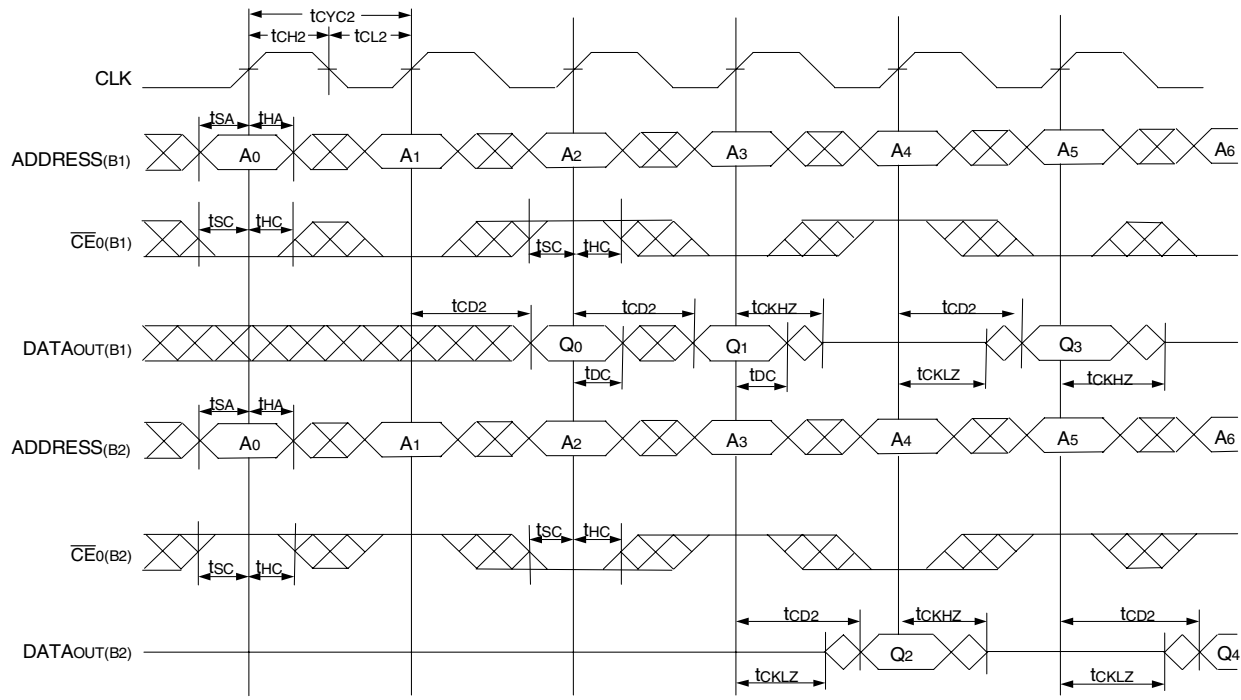 tCYC2
tCH2 tCL2
CLK
tSA tHA
ADDRESS(B1) A0 A1 A2 A3 A4 A5 A6
tSC tHC
CE0(B1)
tSC tHC
tCD2 tCD2 tCKHZ tCD2
DATAOUT(B1) Q0 Q1 Q3
tDC tDC tCKLZ tCKHZ
tSA tHA
ADDRESS(B2) A0 A1 A2 A3 A4 A5 A6
tSC tHC
CE0(B2)
tSC tHC
tCD2 tCKHZ tCD2
DATAOUT(B2) Q2 Q4
tCKLZ tCKLZ